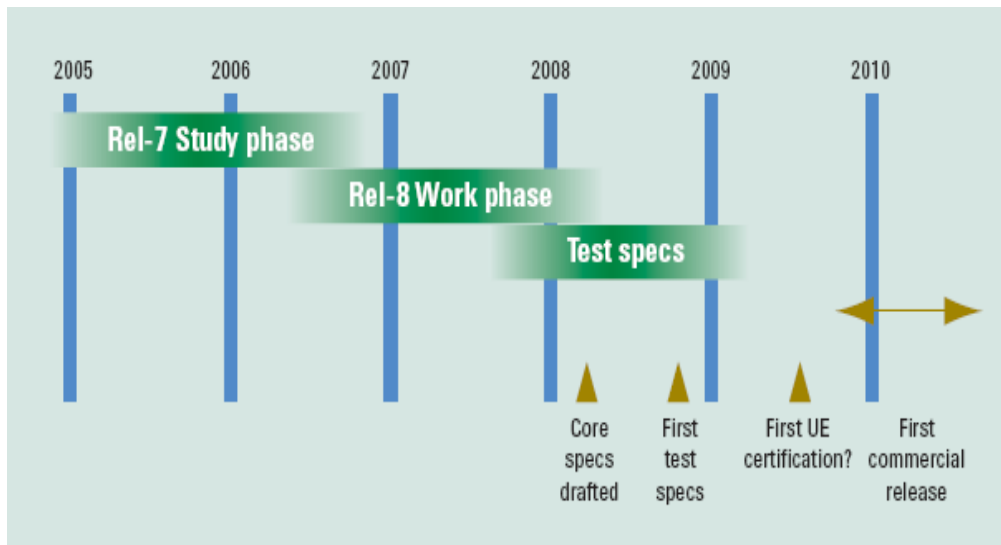 2005 2006 2007 2008 2009 2010
Rel-7 Study phase
Rel-8 Work phase
Test specs
Core
specs
drafted
First
test
specs
First UE
certification?
First
commercial
release